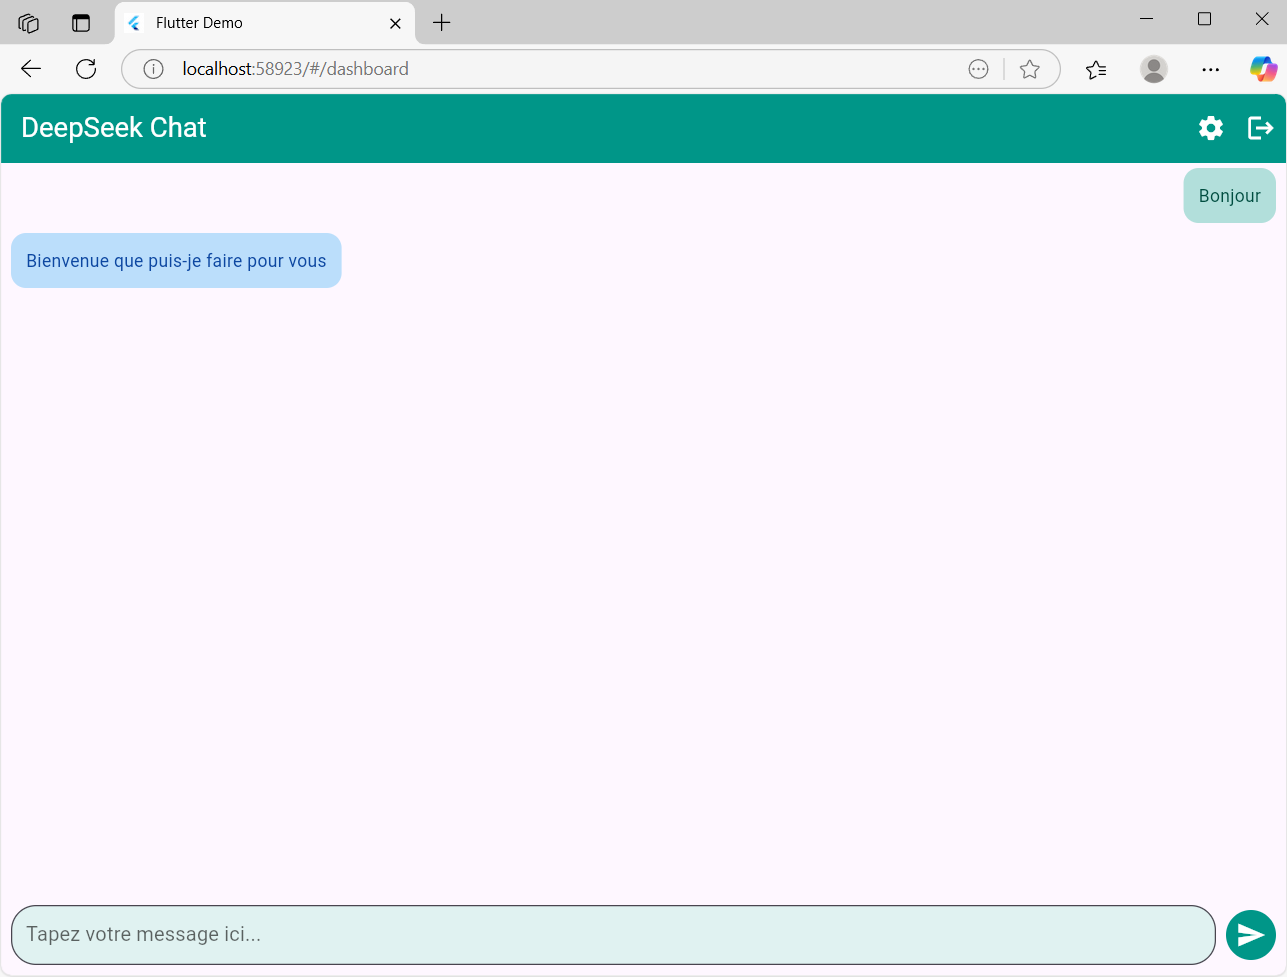 Flutter Demo
localhost:58923/#/dashboard
DeepSeek Chat
Bonjour
Bienvenue que puis-je faire pour vous
Tapez votre message ici...